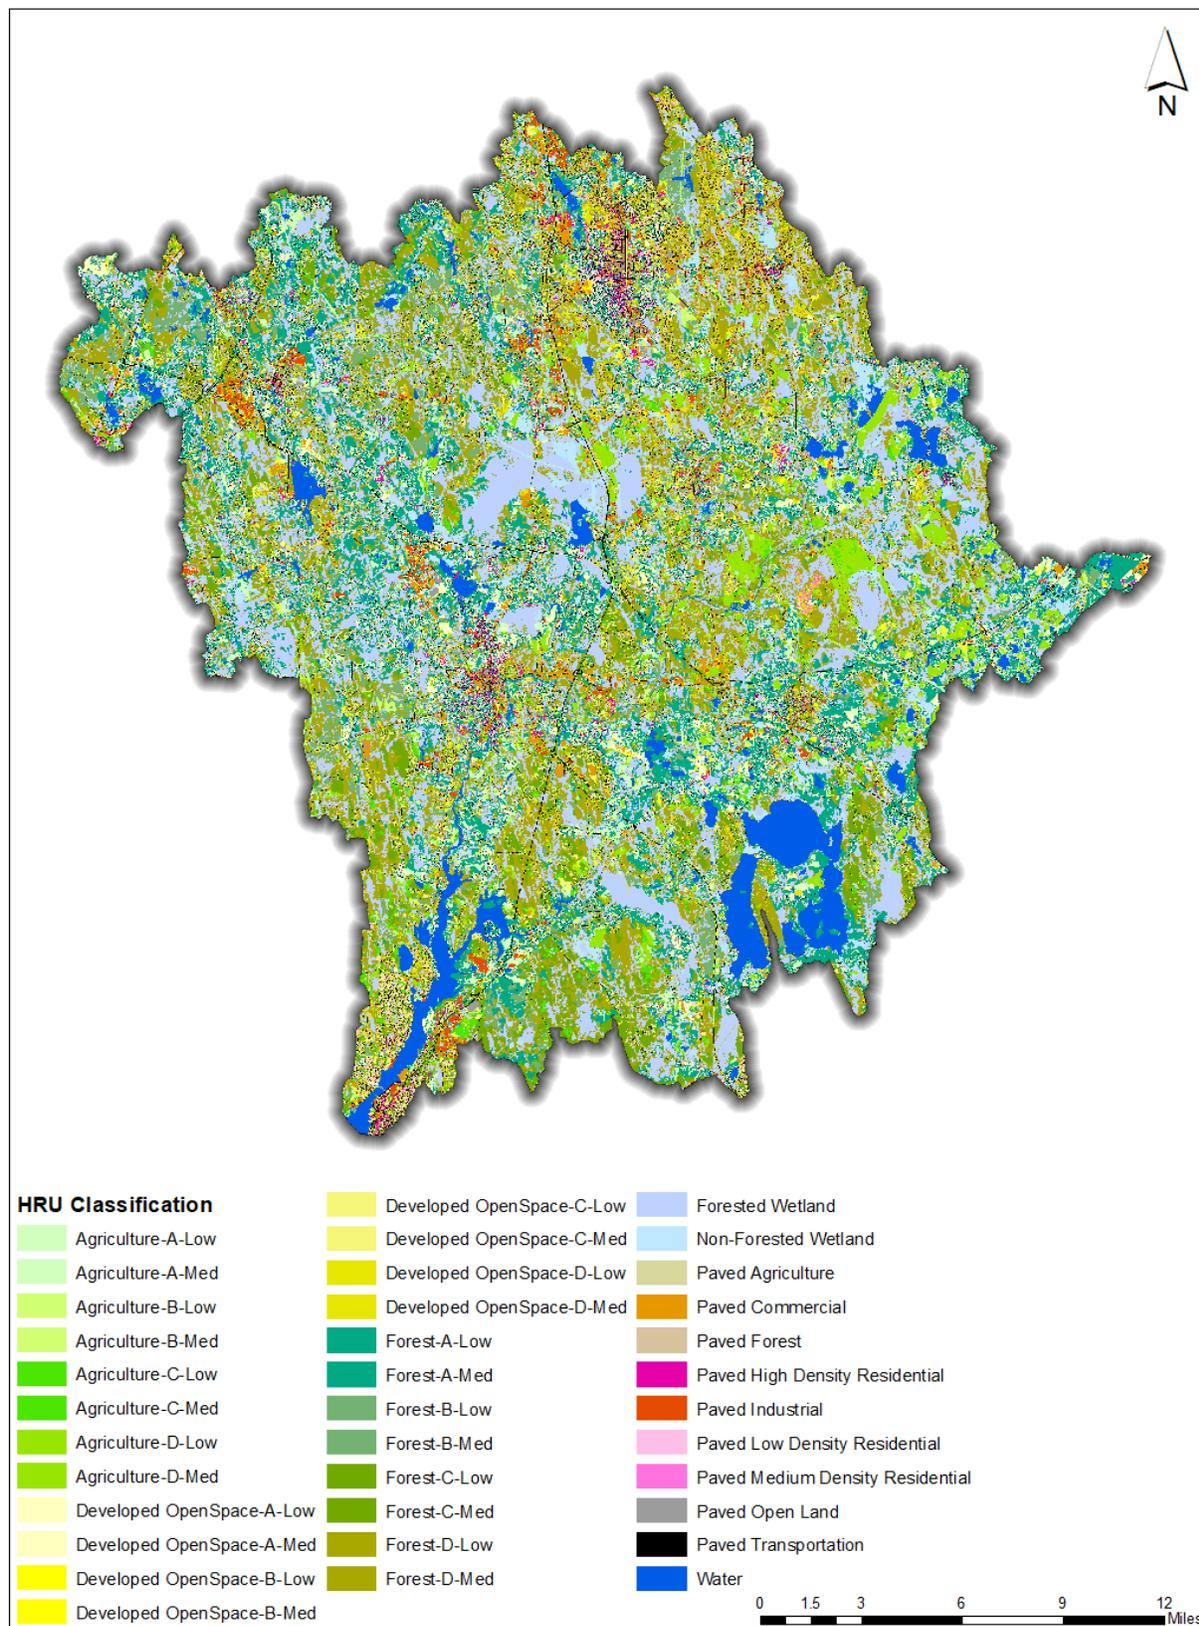 N
HRU Classification
Agriculture-A-Low
Agriculture-A-Med
Agriculture-B-Low
Agriculture-B-Med
Agriculture-C-Low
Agriculture-C-Med
Agriculture-D-Low
Agriculture-D-Med
Developed OpenSpace-A-Low
Developed OpenSpace-A-Med
Developed OpenSpace-B-Low
Developed OpenSpace-B-Med
Developed OpenSpace-C-Low
Developed OpenSpace-C-Med
Developed OpenSpace-D-Low
Developed OpenSpace-D-Med
Forest-A-Low
Forest-A-Med
Forest-B-Low
Forest-B-Med
Forest-C-Low
Forest-C-Med
Forest-D-Low
Forest-D-Med
Forested Wetland
Non-Forested Wetland
Paved Agriculture
Paved Commercial
Paved Forest
Paved High Density Residential
Paved Industrial
Paved Low Density Residential
Paved Medium Density Residential
Paved Open Land
Paved Transportation
Water
0 1.5 3 6 9 12
Miles